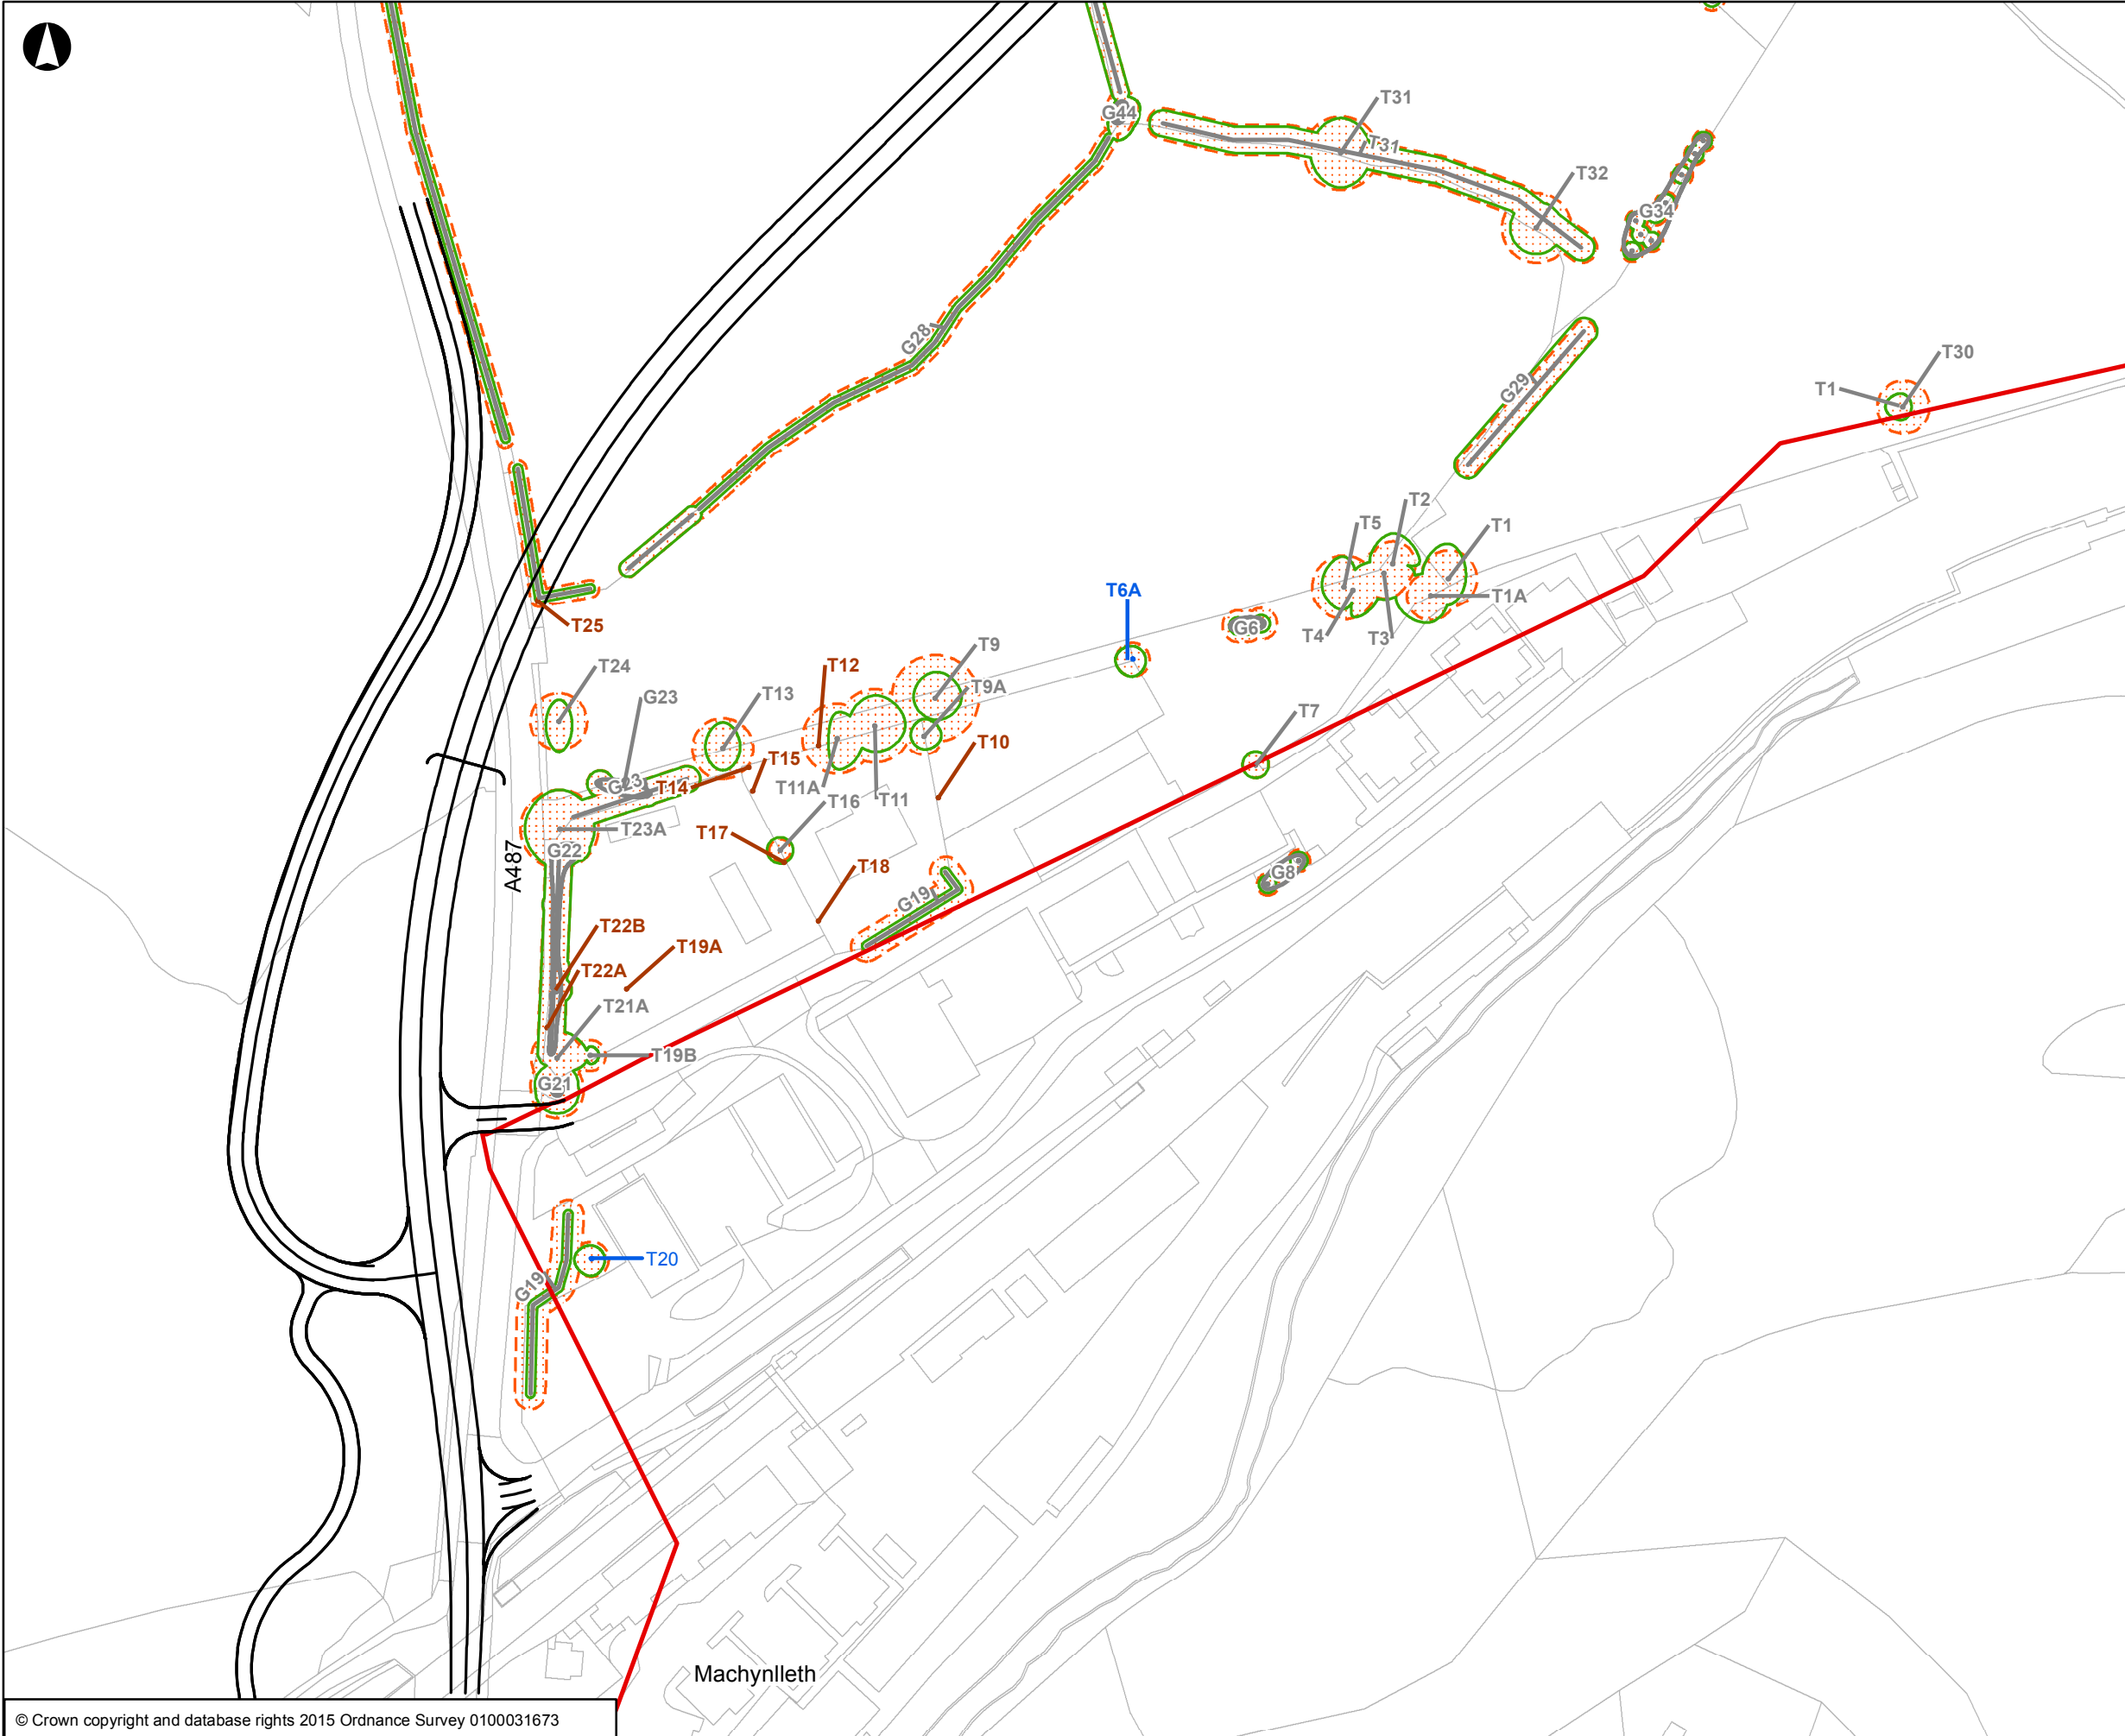 G44
T31
T31
T32
G34
G28
G29
T30
T1
T2
T5
T1
T6A
T1A
T4
T3
G6
T25
T24
T9
T12
T9A
T13
G23
T7
T10
T15
G23
T14
T11A
T11
T16
T23A
T17
G22
A487
T18
G8
G19
T22B
T19A
T22A
T21A
T19B
G21
T20
G19
Machynlleth
© Crown copyright and database rights 2015 Ordnance Survey 0100031673